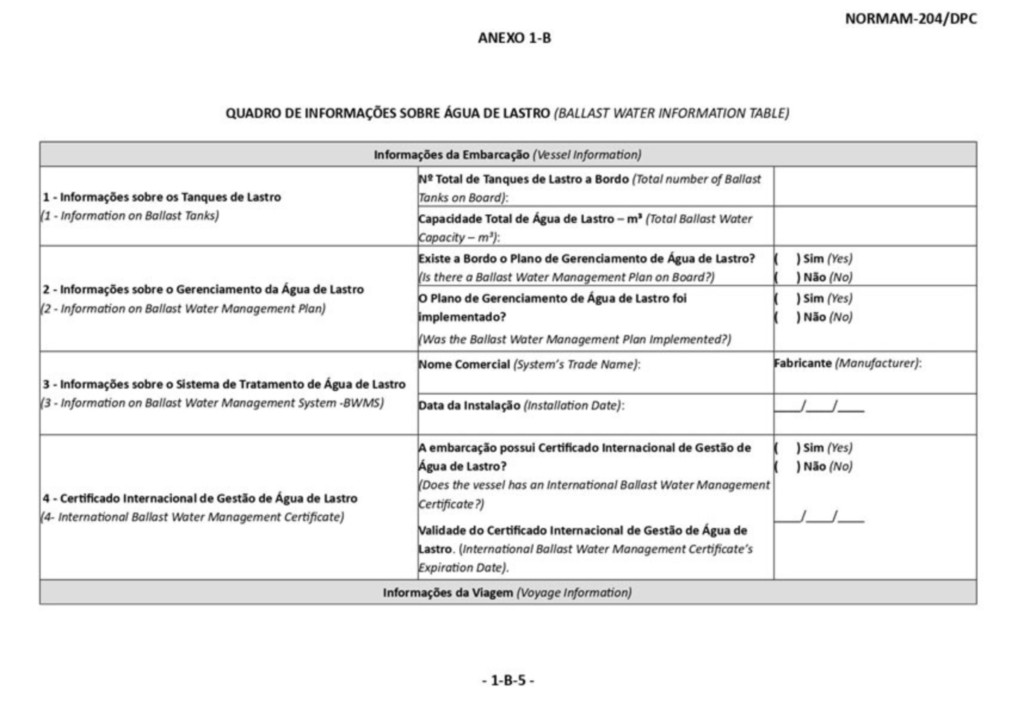 NORMAM-204/DPC
ANEXO 1-B
QUADRO DE INFORMAÇÕES SOBRE ÁGUA DE LASTRO (BALLAST WATER INFORMATION TABLE)
Informações da Embarcação (Vessel Information)
1 - Informações sobre os Tanques de Lastro
(1 - Information on Ballast Tanks)
Nº Total de Tanques de Lastro a Bordo (Total number of Ballast
Tanks on Board):
Capacidade Total de Água de Lastro – m³ (Total Ballast Water
Capacity – m³):
2 - Informações sobre o Gerenciamento da Água de Lastro
(2 - Information on Ballast Water Management Plan)
Existe a Bordo o Plano de Gerenciamento de Água de Lastro?
(Is there a Ballast Water Management Plan on Board?)
( ) Sim (Yes)
( ) Não (No)
O Plano de Gerenciamento de Água de Lastro foi
implementado?
(Was the Ballast Water Management Plan Implemented?)
( ) Sim (Yes)
( ) Não (No)
3 - Informações sobre o Sistema de Tratamento de Água de Lastro
(3 - Information on Ballast Water Management System -BWMS)
Nome Comercial (System's Trade Name):
Fabricante (Manufacturer):
Data da Instalação (Installation Date):
____/____/____
4 - Certificado Internacional de Gestão de Água de Lastro
(4- International Ballast Water Management Certificate)
A embarcação possui Certificado Internacional de Gestão de
Água de Lastro?
(Does the vessel has an International Ballast Water Management
Certificate?)
( ) Sim (Yes)
( ) Não (No)
Validade do Certificado Internacional de Gestão de Água de
Lastro. (International Ballast Water Management Certificate's
Expiration Date).
____/____/____
Informações da Viagem (Voyage Information)
- 1-B-5 -